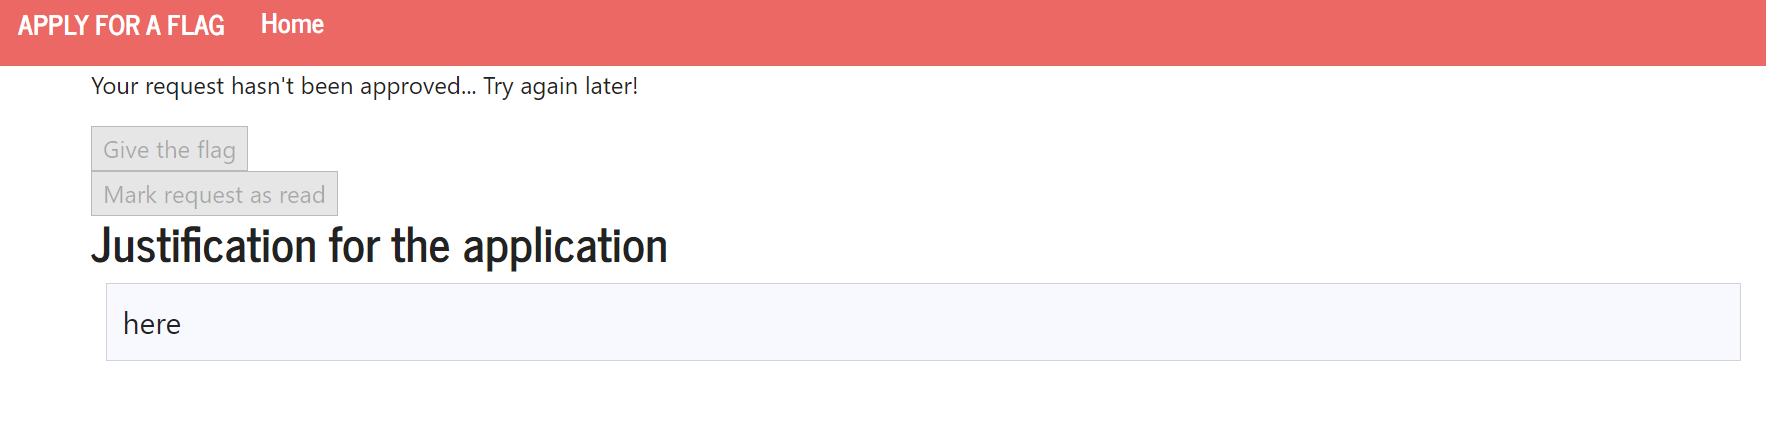 APPLY FOR A FLAG Home
Your request hasn't been approved... Try again later!
Give the flag
Mark request as read
Justification for the application
here